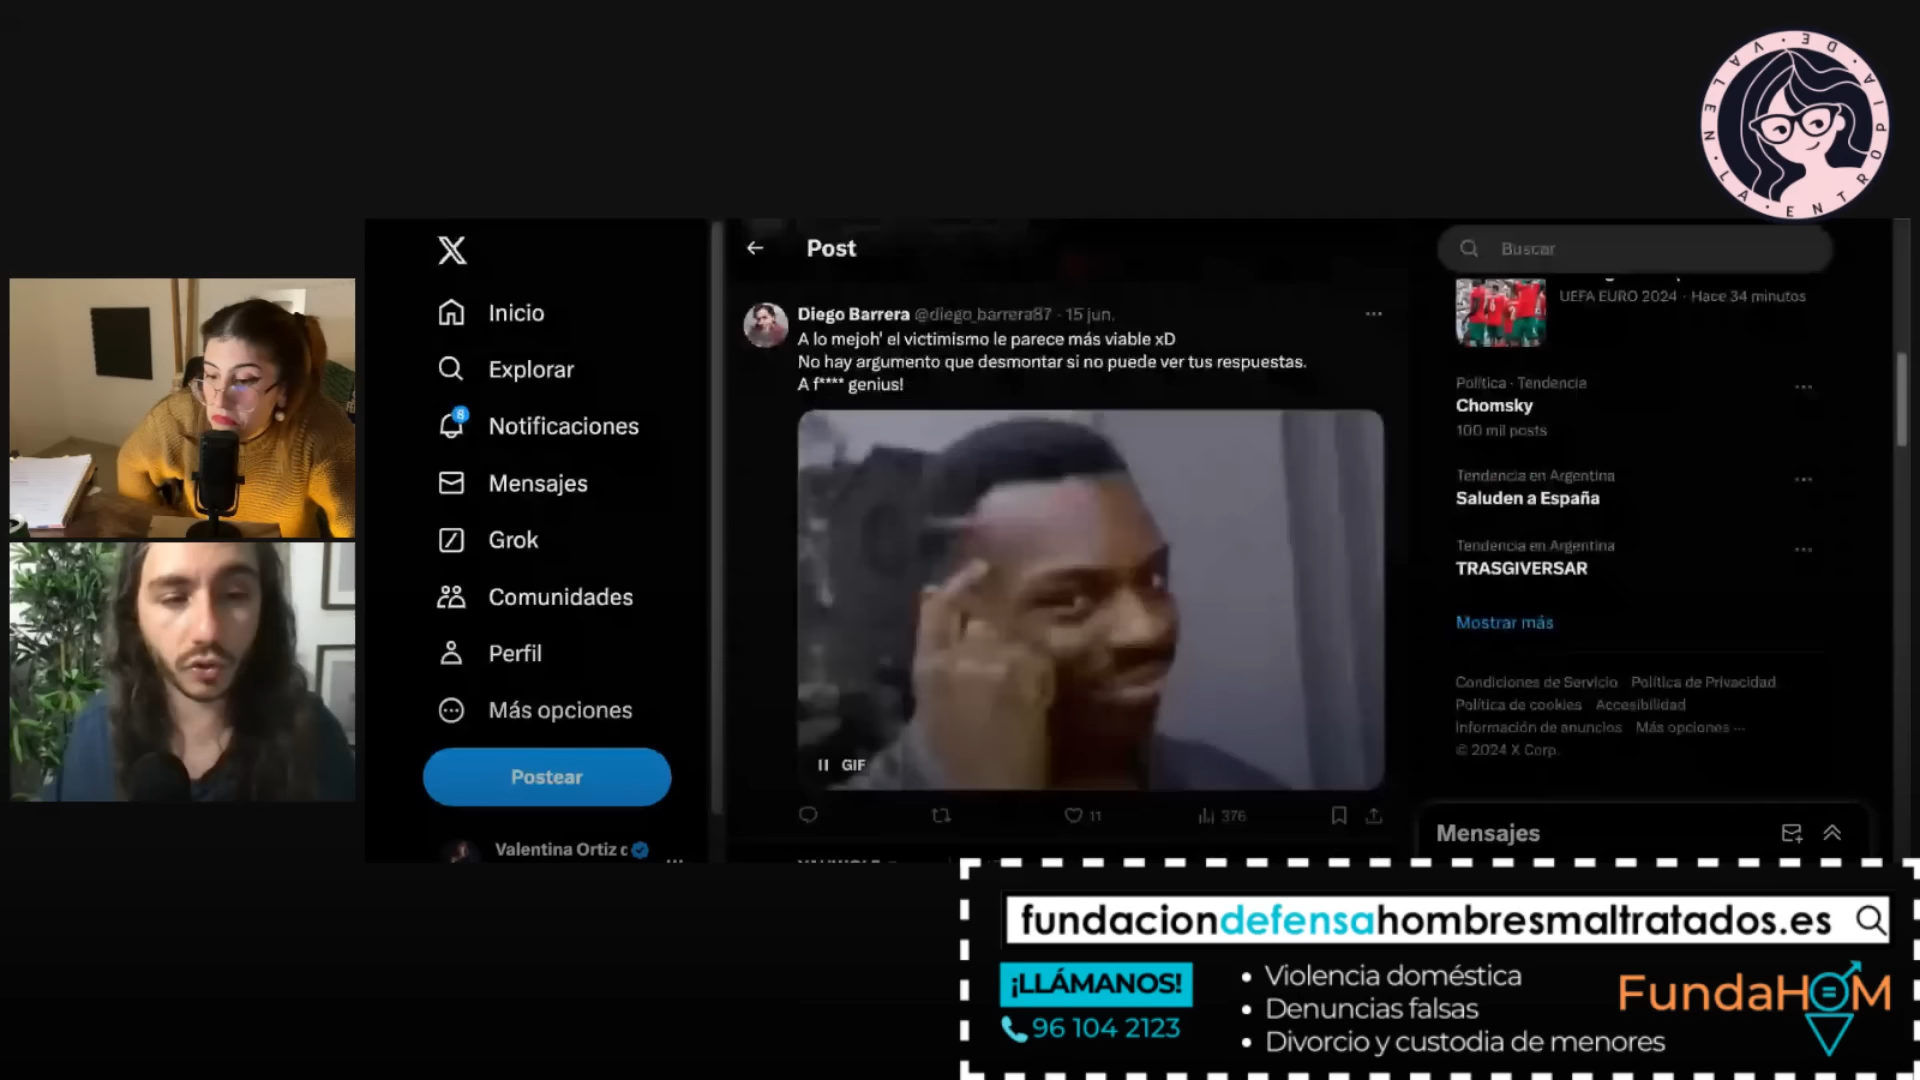 VALEN · LA · ENTROPIA · DE ·
X
Inicio
Explorar
8
Notificaciones
Mensajes
Grok
Comunidades
Perfil
Más opciones
Postear
Valentina Ortiz
Post
Diego Barrera @diego_barrera87 · 15 jun.
A lo mejoh' el victimismo le parece más viable xD
No hay argumento que desmontar si no puede ver tus respuestas.
A f**** genius!
GIF
11
376
Buscar
UEFA EURO 2024 · Hace 34 minutos
Política · Tendencia
Chomsky
100 mil posts
Tendencia en Argentina
Saluden a España
Tendencia en Argentina
TRASGIVERSAR
Mostrar más
Condiciones de Servicio Política de Privacidad
Política de cookies Accesibilidad
Información de anuncios Más opciones ···
© 2024 X Corp.
Mensajes
fundaciondefensahombresmaltratados.es
¡LLÁMANOS!
96 104 2123
• Violencia doméstica
• Denuncias falsas
• Divorcio y custodia de menores
FundaHOM